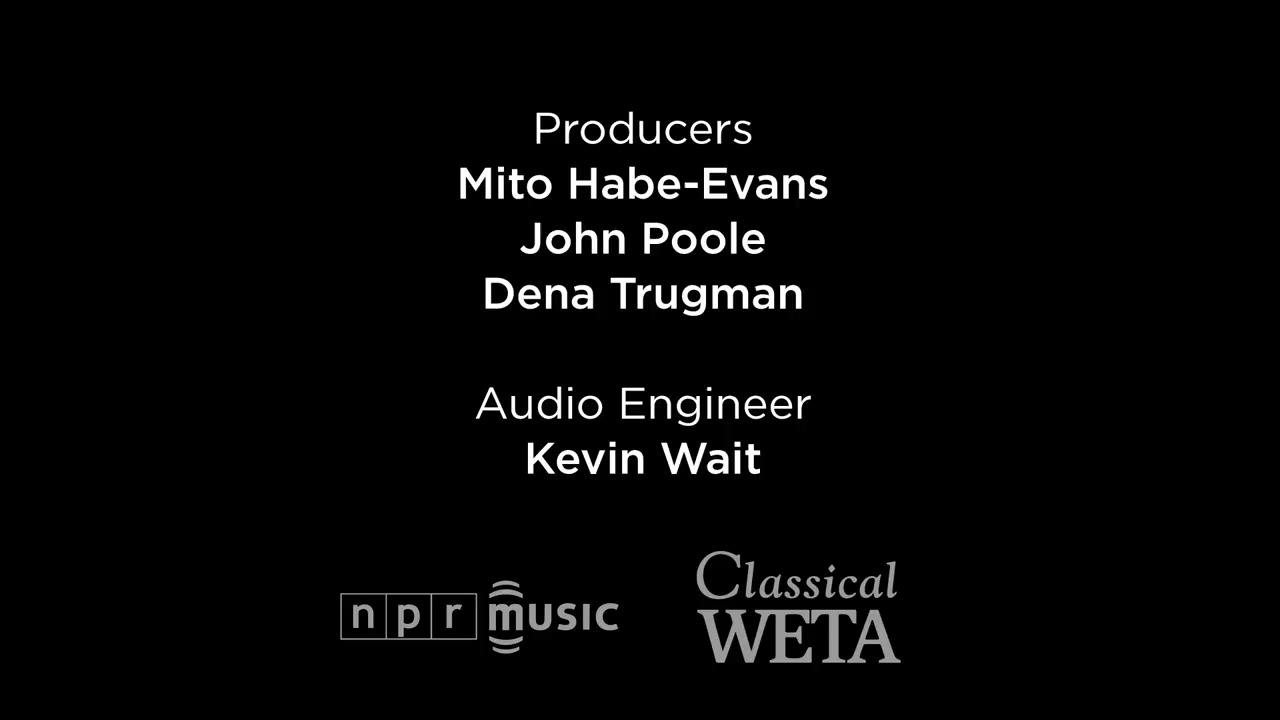 Producers
Mito Habe-Evans
John Poole
Dena Trugman
Audio Engineer
Kevin Wait
npr music
Classical
WETA